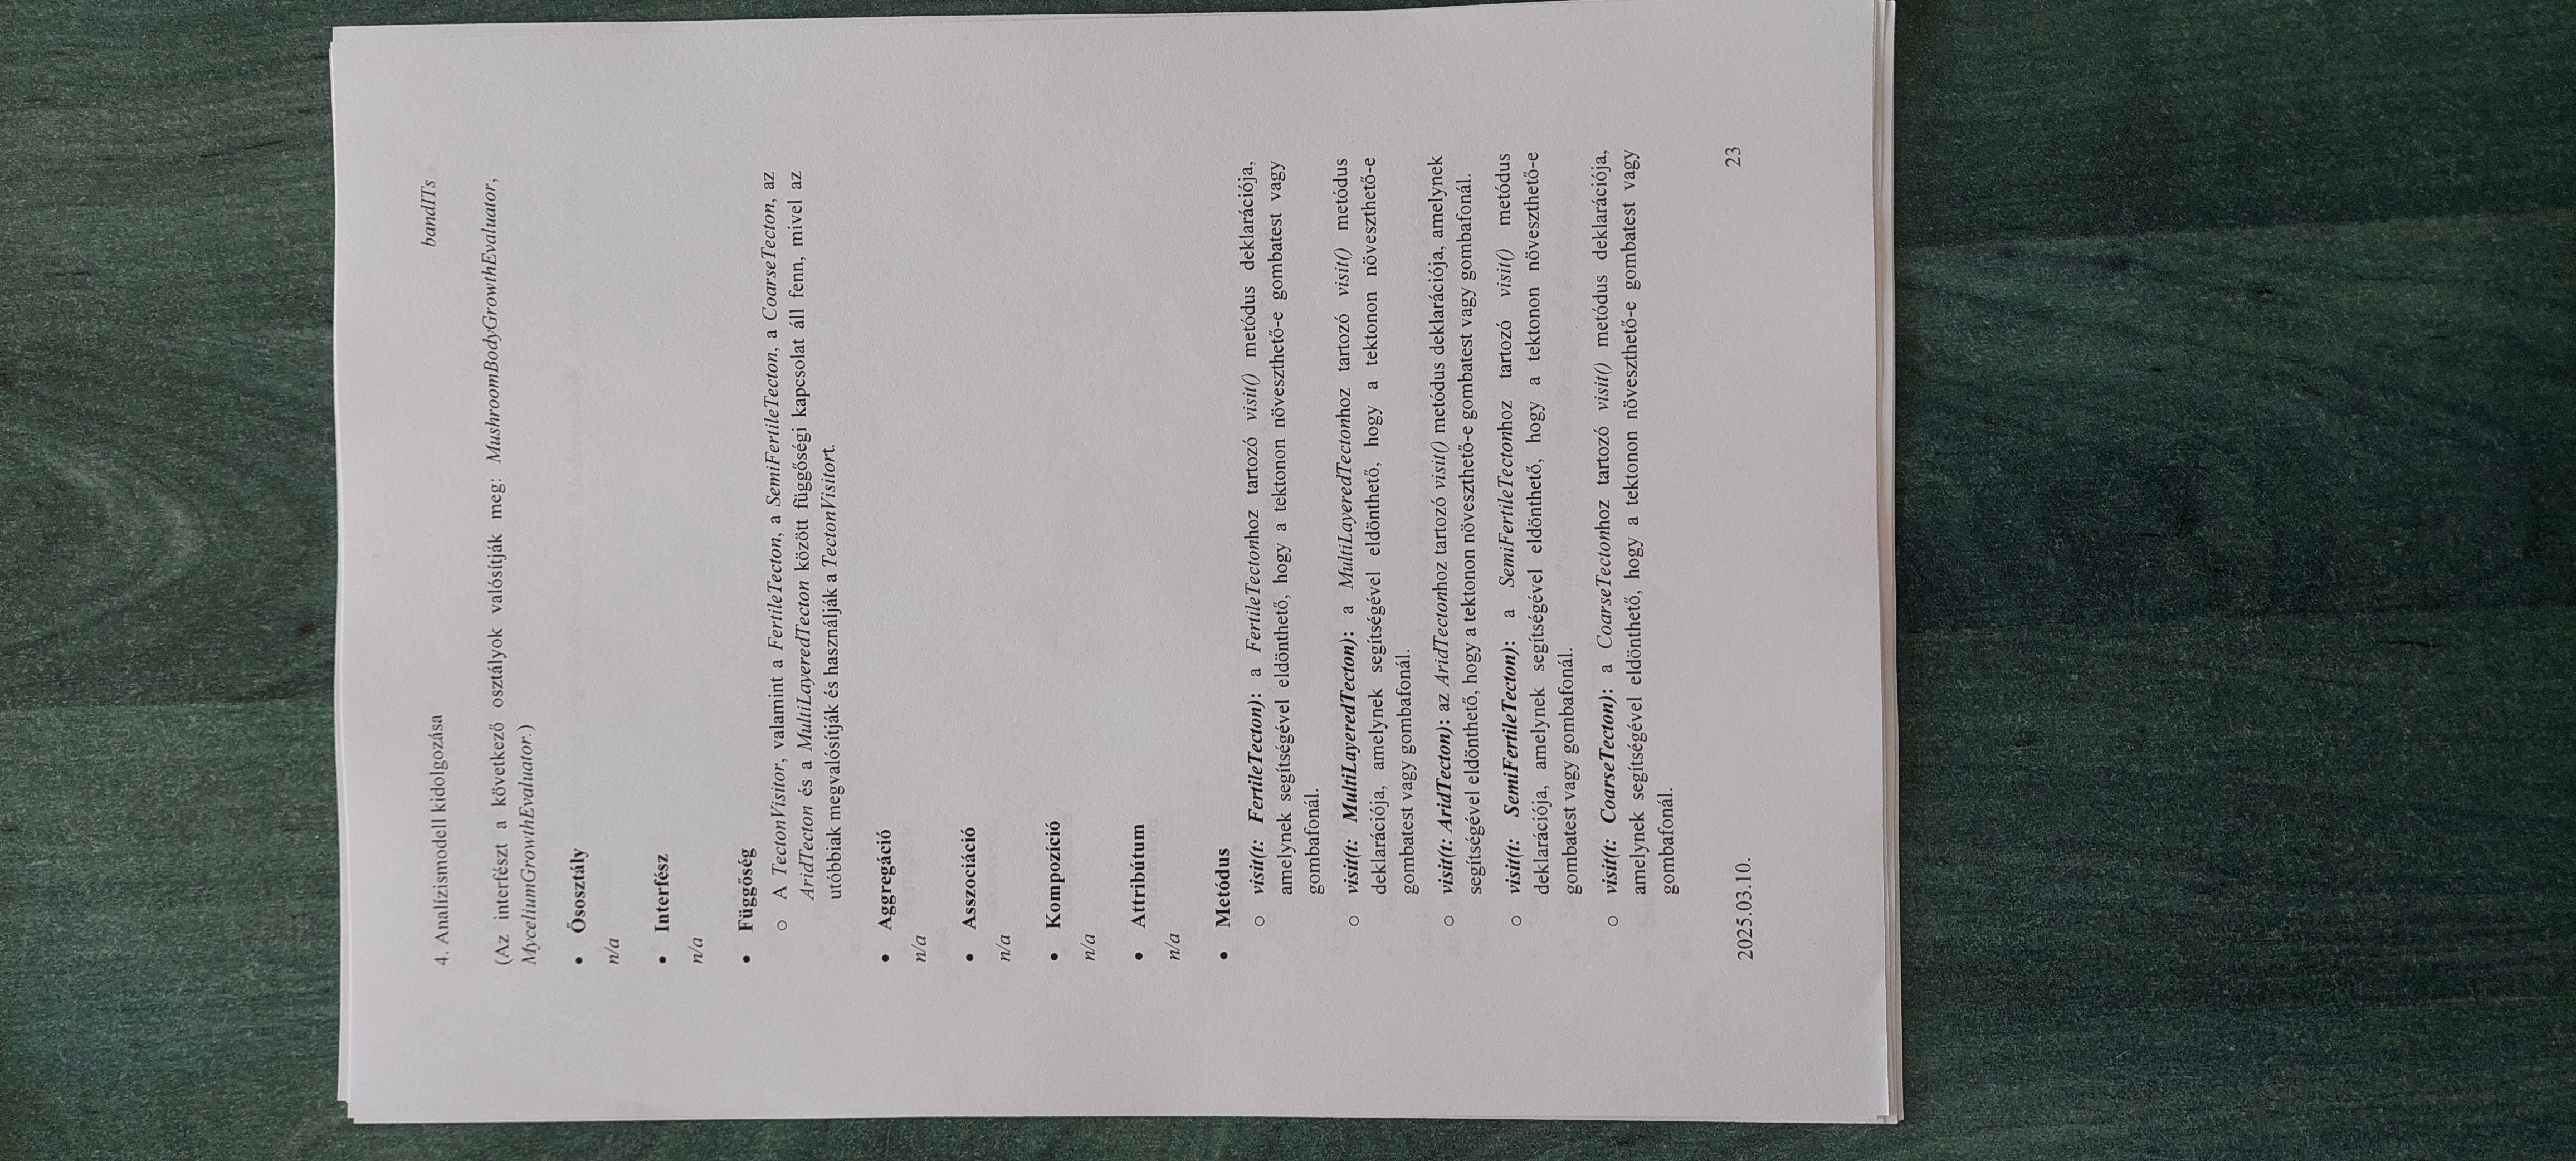 4. Analízismodell kidolgozása
bandITs
(Az interfészt a következő osztályok valósítják meg: MushroomBodyGrowthEvaluator,
MyceliumGrowthEvaluator.)
• Ősosztály
n/a
• Interfész
n/a
• Függőség
o A TectonVisitor, valamint a FertileTecton, a SemiFertileTecton, a CoarseTecton, az
AridTecton és a MultiLayeredTecton között függőségi kapcsolat áll fenn, mivel az
utóbbiak megvalósítják és használják a TectonVisitort.
• Aggregáció
n/a
• Asszociáció
n/a
• Kompozíció
n/a
• Attribútum
n/a
• Metódus
o visit(t: FertileTecton): a FertileTectonhoz tartozó visit() metódus deklarációja,
amelynek segítségével eldönthető, hogy a tektonon növeszthető-e gombatest vagy
gombafonál.
o visit(t: MultiLayeredTecton): a MultiLayeredTectonhoz tartozó visit() metódus
deklarációja, amelynek segítségével eldönthető, hogy a tektonon növeszthető-e
gombatest vagy gombafonál.
o visit(t: AridTecton): az AridTectonhoz tartozó visit() metódus deklarációja, amelynek
segítségével eldönthető, hogy a tektonon növeszthető-e gombatest vagy gombafonál.
o visit(t: SemiFertileTecton): a SemiFertileTectonhoz tartozó visit() metódus
deklarációja, amelynek segítségével eldönthető, hogy a tektonon növeszthető-e
gombatest vagy gombafonál.
o visit(t: CoarseTecton): a CoarseTectonhoz tartozó visit() metódus deklarációja,
amelynek segítségével eldönthető, hogy a tektonon növeszthető-e gombatest vagy
gombafonál.
2025.03.10.
23